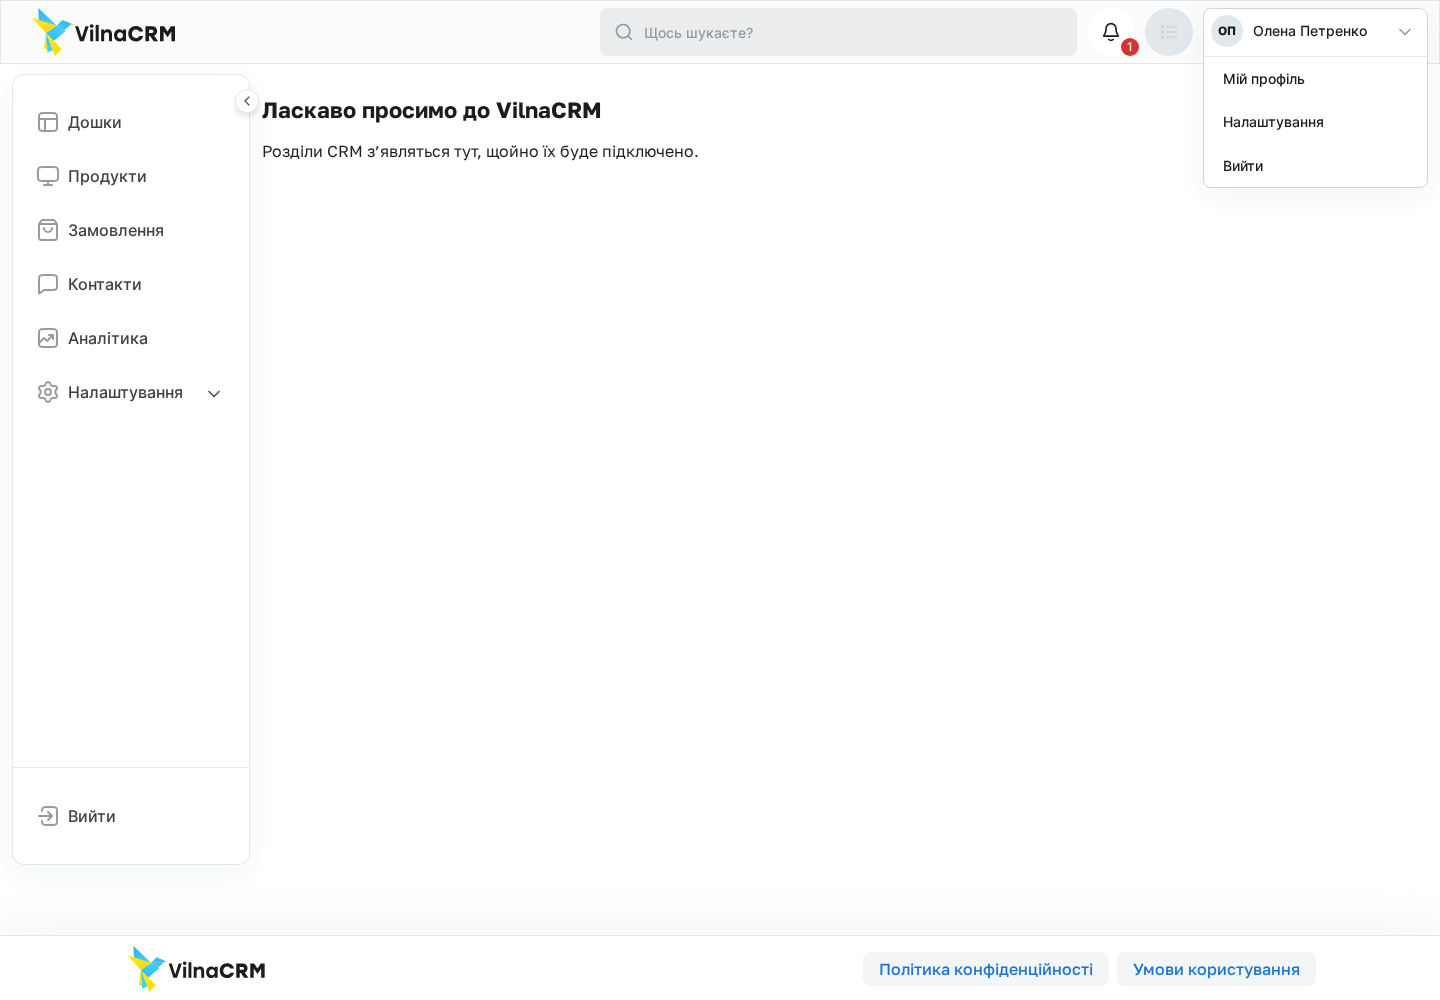 VilnaCRM
Щось шукаєте?
1
ОП
Олена Петренко
Мій профіль
Налаштування
Вийти
Дошки
Продукти
Замовлення
Контакти
Аналітика
Налаштування
Вийти
Ласкаво просимо до VilnaCRM
Розділи CRM з’являться тут, щойно їх буде підключено.
VilnaCRM
Політика конфіденційності
Умови користування